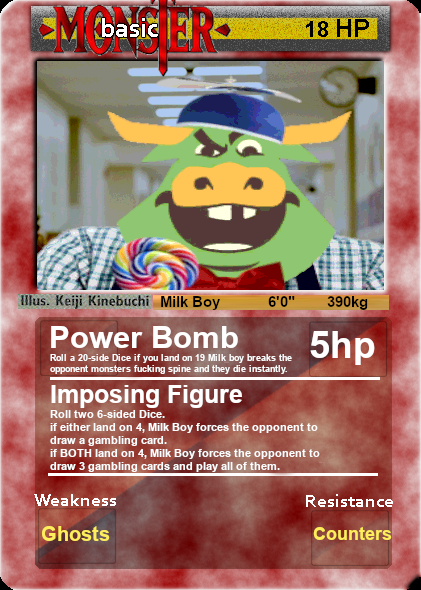 MONSTER
basic
18 HP
Illus. Keiji Kinebuchi Milk Boy 6'0" 390kg
Power Bomb 5hp
Roll a 20-side Dice if you land on 19 Milk boy breaks the
opponent monsters fucking spine and they die instantly.
Imposing Figure
Roll two 6-sided Dice.
if either land on 4, Milk Boy forces the opponent to
draw a gambling card.
if BOTH land on 4, Milk Boy forces the opponent to
draw 3 gambling cards and play all of them.
Weakness Resistance
Ghosts Counters